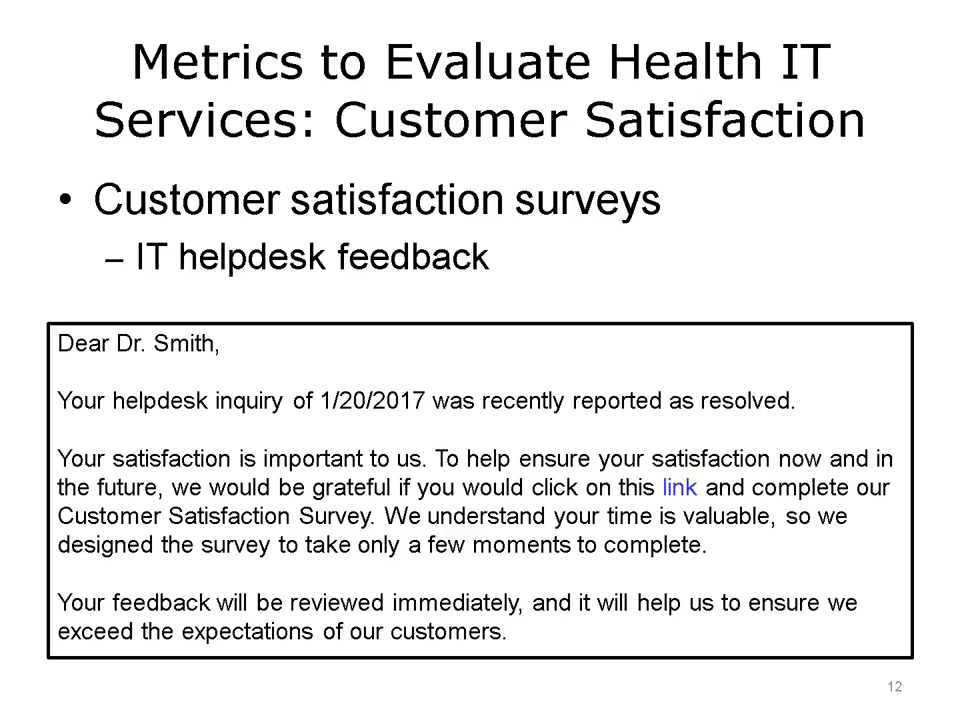 Metrics to Evaluate Health IT
Services: Customer Satisfaction
• Customer satisfaction surveys
– IT helpdesk feedback
Dear Dr. Smith,
Your helpdesk inquiry of 1/20/2017 was recently reported as resolved.
Your satisfaction is important to us. To help ensure your satisfaction now and in
the future, we would be grateful if you would click on this link and complete our
Customer Satisfaction Survey. We understand your time is valuable, so we
designed the survey to take only a few moments to complete.
Your feedback will be reviewed immediately, and it will help us to ensure we
exceed the expectations of our customers.
12